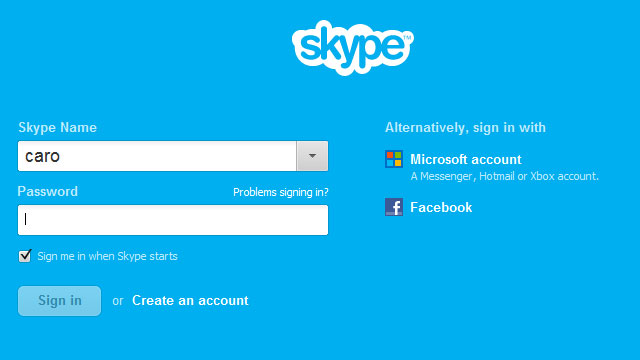 skype™
Skype Name
caro
Password
Problems signing in?
Sign me in when Skype starts
Sign in or Create an account
Alternatively, sign in with
Microsoft account
A Messenger, Hotmail or Xbox account.
f Facebook